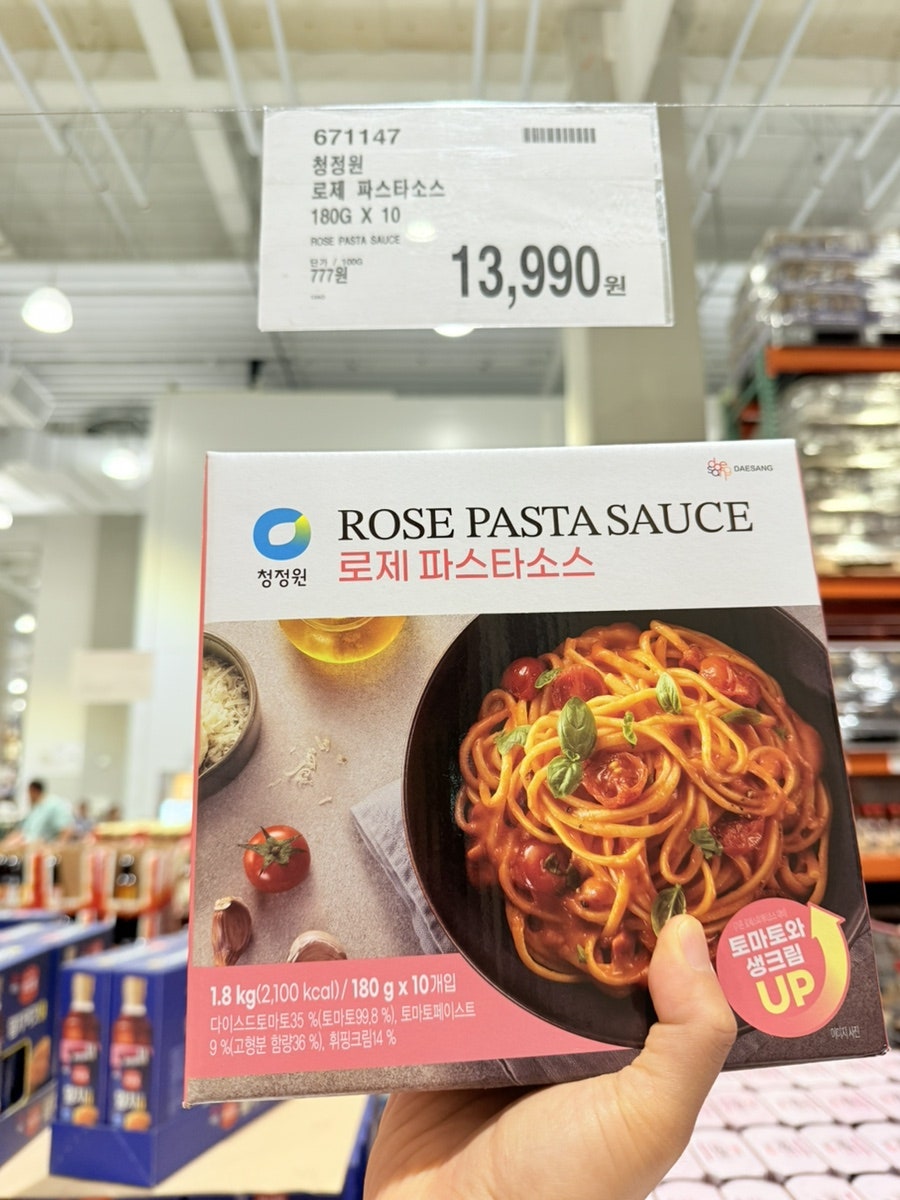 671147
청정원
로제 파스타소스
180G X 10
ROSE PASTA SAUCE
단가 / 100G
777원
13,990원
DAESANG
청정원
ROSE PASTA SAUCE
로제 파스타소스
토마토와
생크림
UP
1.8 kg(2,100 kcal) / 180 g x 10개입
다이스드토마토35 %(토마토99.8 %), 토마토페이스트
9 %(고형분 함량36 %), 휘핑크림14 %
이미지 사진